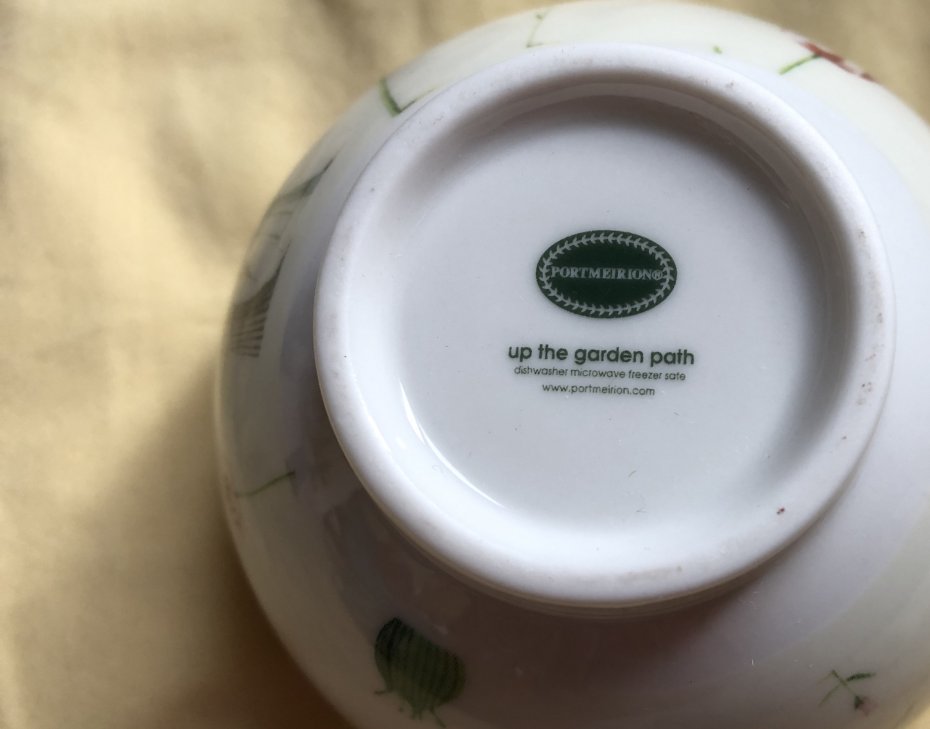 PORTMEIRION®
up the garden path
dishwasher microwave freezer safe
www.portmeirion.com